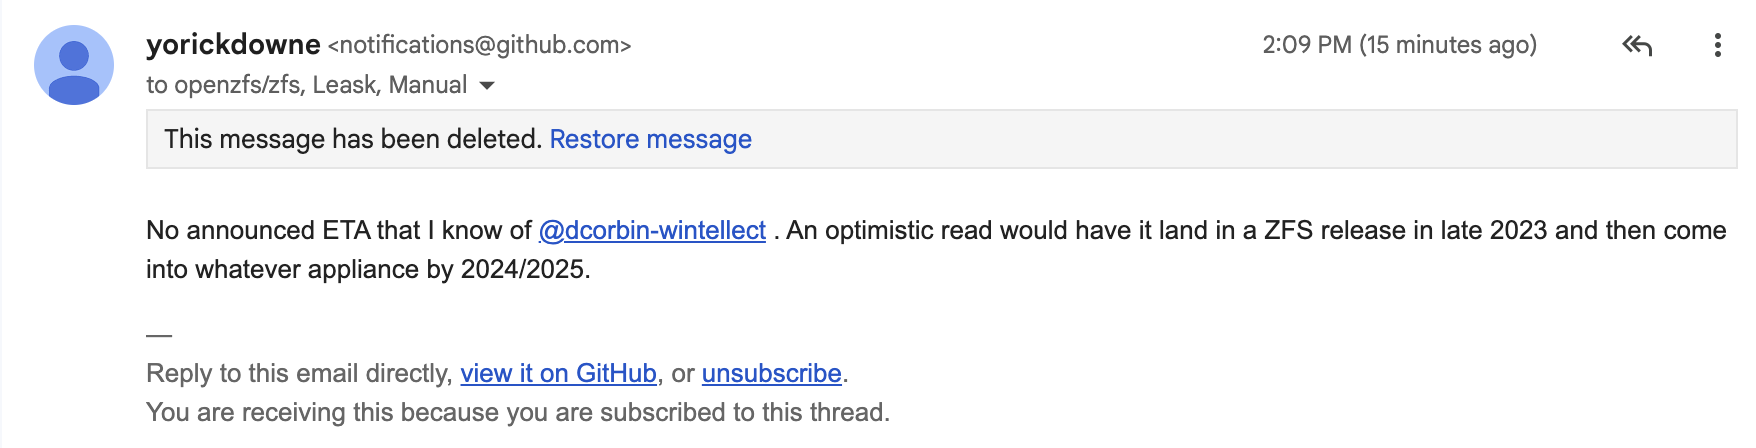 yorickdowne <notifications@github.com> 2:09 PM (15 minutes ago)
to openzfs/zfs, Leask, Manual
This message has been deleted. Restore message
No announced ETA that I know of @dcorbin-wintellect . An optimistic read would have it land in a ZFS release in late 2023 and then come
into whatever appliance by 2024/2025.
—
Reply to this email directly, view it on GitHub, or unsubscribe.
You are receiving this because you are subscribed to this thread.